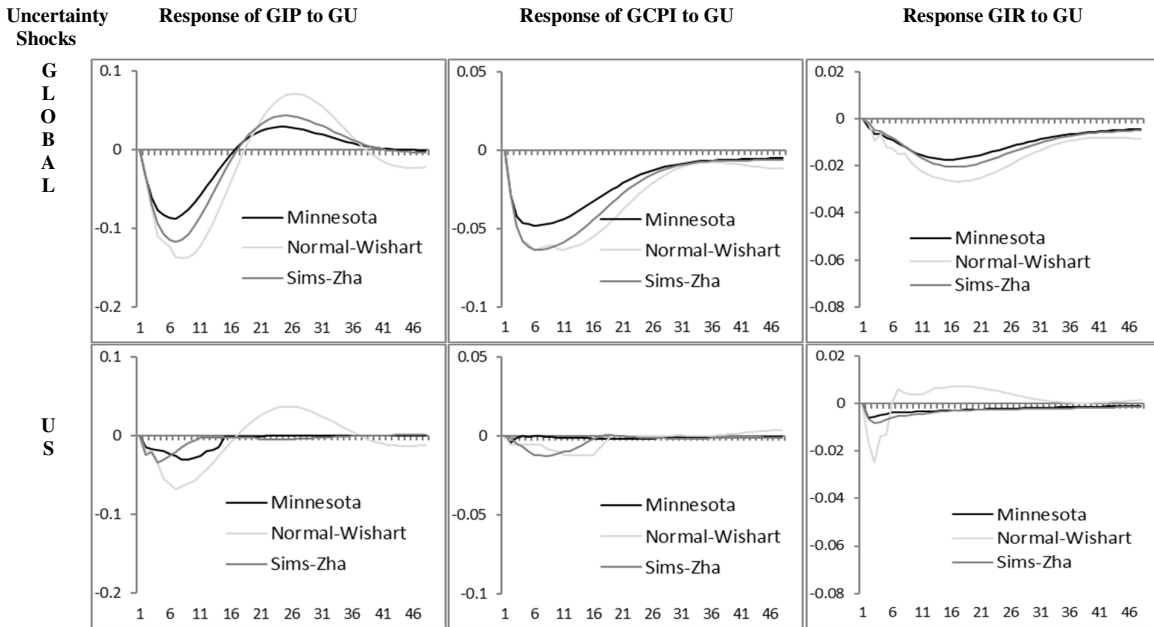 Uncertainty Shocks
Response of GIP to GU
Response of GCPI to GU
Response GIR to GU
GLOBAL
0.1
0
-0.1
-0.2
Minnesota
Normal-Wishart
Sims-Zha
1 6 11 16 21 26 31 36 41 46
0.05
0
-0.05
-0.1
Minnesota
Normal-Wishart
Sims-Zha
1 6 11 16 21 26 31 36 41 46
0.02
0
-0.02
-0.04
-0.06
-0.08
Minnesota
Normal-Wishart
Sims-Zha
1 6 11 16 21 26 31 36 41 46
US
0.1
0
-0.1
-0.2
Minnesota
Normal-Wishart
Sims-Zha
1 6 11 16 21 26 31 36 41 46
0.05
0
-0.05
-0.1
Minnesota
Normal-Wishart
Sims-Zha
1 6 11 16 21 26 31 36 41 46
0.02
0
-0.02
-0.04
-0.06
-0.08
Minnesota
Normal-Wishart
Sims-Zha
1 6 11 16 21 26 31 36 41 46